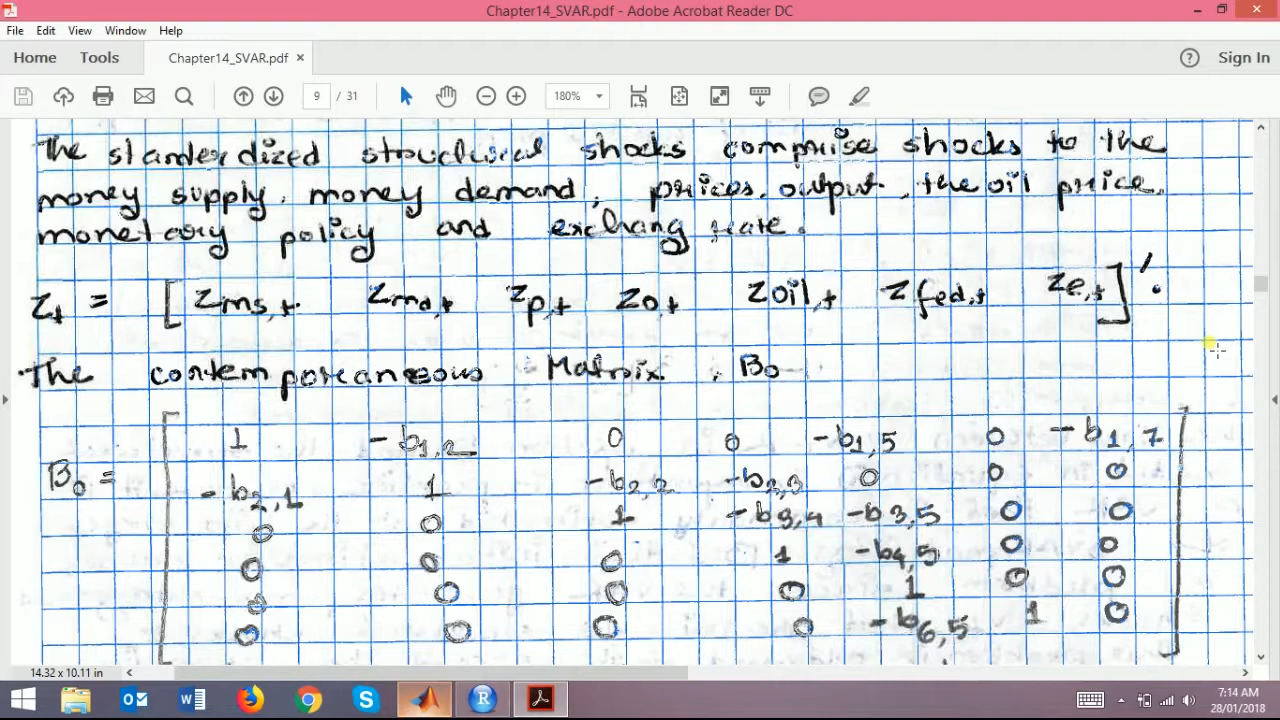 Chapter14_SVAR.pdf - Adobe Acrobat Reader DC
File Edit View Window Help
Home Tools Chapter14_SVAR.pdf × ? Sign In
9 / 31 180%
The standerdized structural shocks comprise shocks to the
money supply, money demand, prices, output, the oil price,
monetary policy and exchang rate.
Zt = [ Zms,t Zmd,t Zp,t Zo,t Zoil,t Zfed,t Ze,t ]'.
The contemporeaneous Matrix, B0
1 -b1,2 0 0 -b1,5 0 -b1,7
B0 = -b2,1 1 -b2,2 -b2,3 0 0 0
0 0 1 -b3,4 -b3,5 0 0
0 0 0 1 -b4,5 0 0
0 0 0 0 1 0 0
0 0 0 0 -b6,5 1 0
14.32 x 10.11 in
7:14 AM
28/01/2018